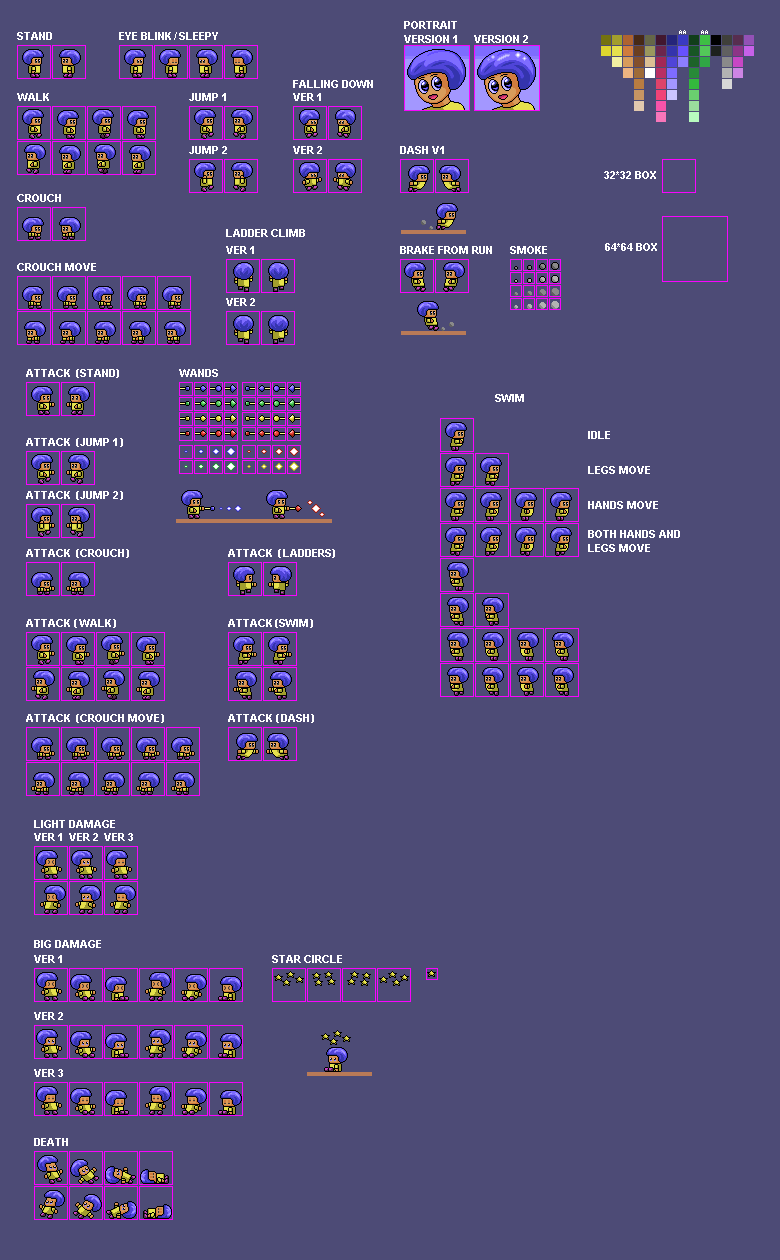 STAND
EYE BLINK / SLEEPY
PORTRAIT
VERSION 1
VERSION 2
WALK
JUMP 1
FALLING DOWN
VER 1
JUMP 2
VER 2
DASH V1
32*32 BOX
CROUCH
LADDER CLIMB
VER 1
64*64 BOX
CROUCH MOVE
VER 2
BRAKE FROM RUN
SMOKE
ATTACK (STAND)
WANDS
SWIM
IDLE
ATTACK (JUMP 1)
LEGS MOVE
ATTACK (JUMP 2)
HANDS MOVE
BOTH HANDS AND
LEGS MOVE
ATTACK (CROUCH)
ATTACK (LADDERS)
ATTACK (WALK)
ATTACK (SWIM)
ATTACK (CROUCH MOVE)
ATTACK (DASH)
LIGHT DAMAGE
VER 1 VER 2 VER 3
BIG DAMAGE
VER 1
STAR CIRCLE
VER 2
VER 3
DEATH